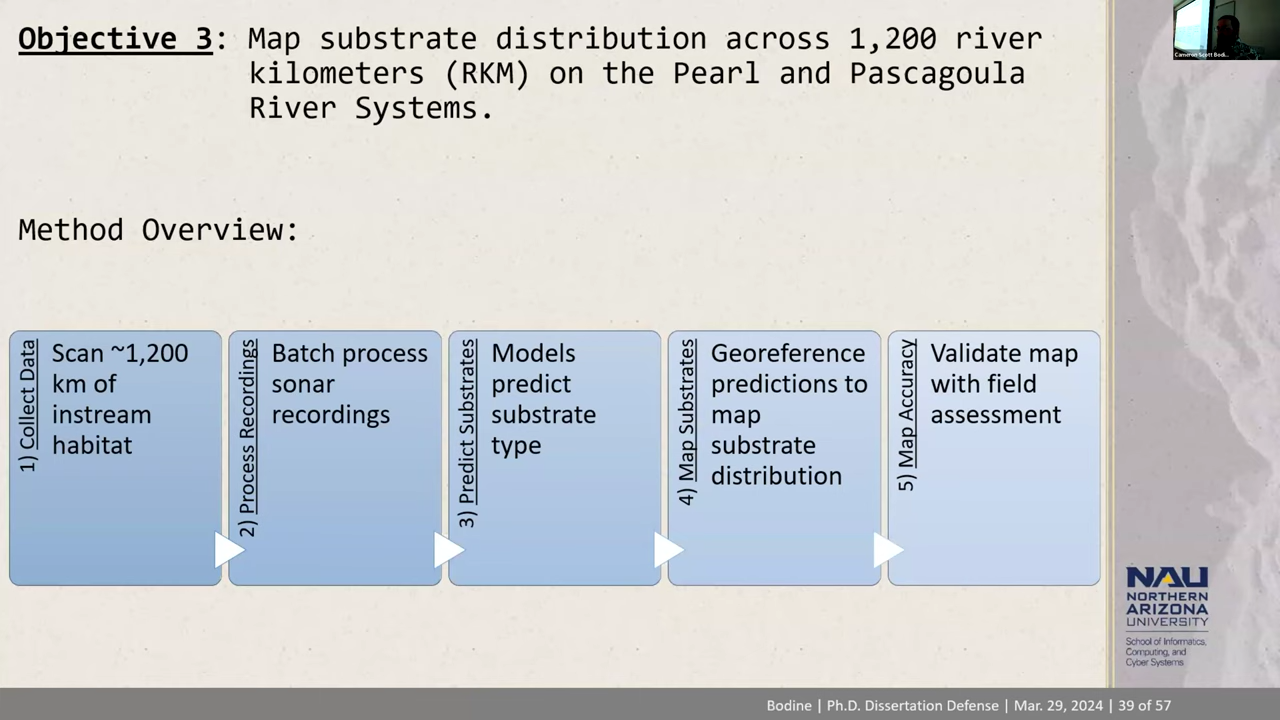 Objective 3: Map substrate distribution across 1,200 river
kilometers (RKM) on the Pearl and Pascagoula
River Systems.
Method Overview:
1) Collect Data
Scan ~1,200
km of
instream
habitat
2) Process Recordings
Batch process
sonar
recordings
3) Predict Substrates
Models
predict
substrate
type
4) Map Substrates
Georeference
predictions to
map
substrate
distribution
5) Map Accuracy
Validate map
with field
assessment
Cameron Scott Bodi...
NAU
NORTHERN
ARIZONA
UNIVERSITY
School of Informatics,
Computing, and
Cyber Systems
Bodine | Ph.D. Dissertation Defense | Mar. 29, 2024 | 39 of 57